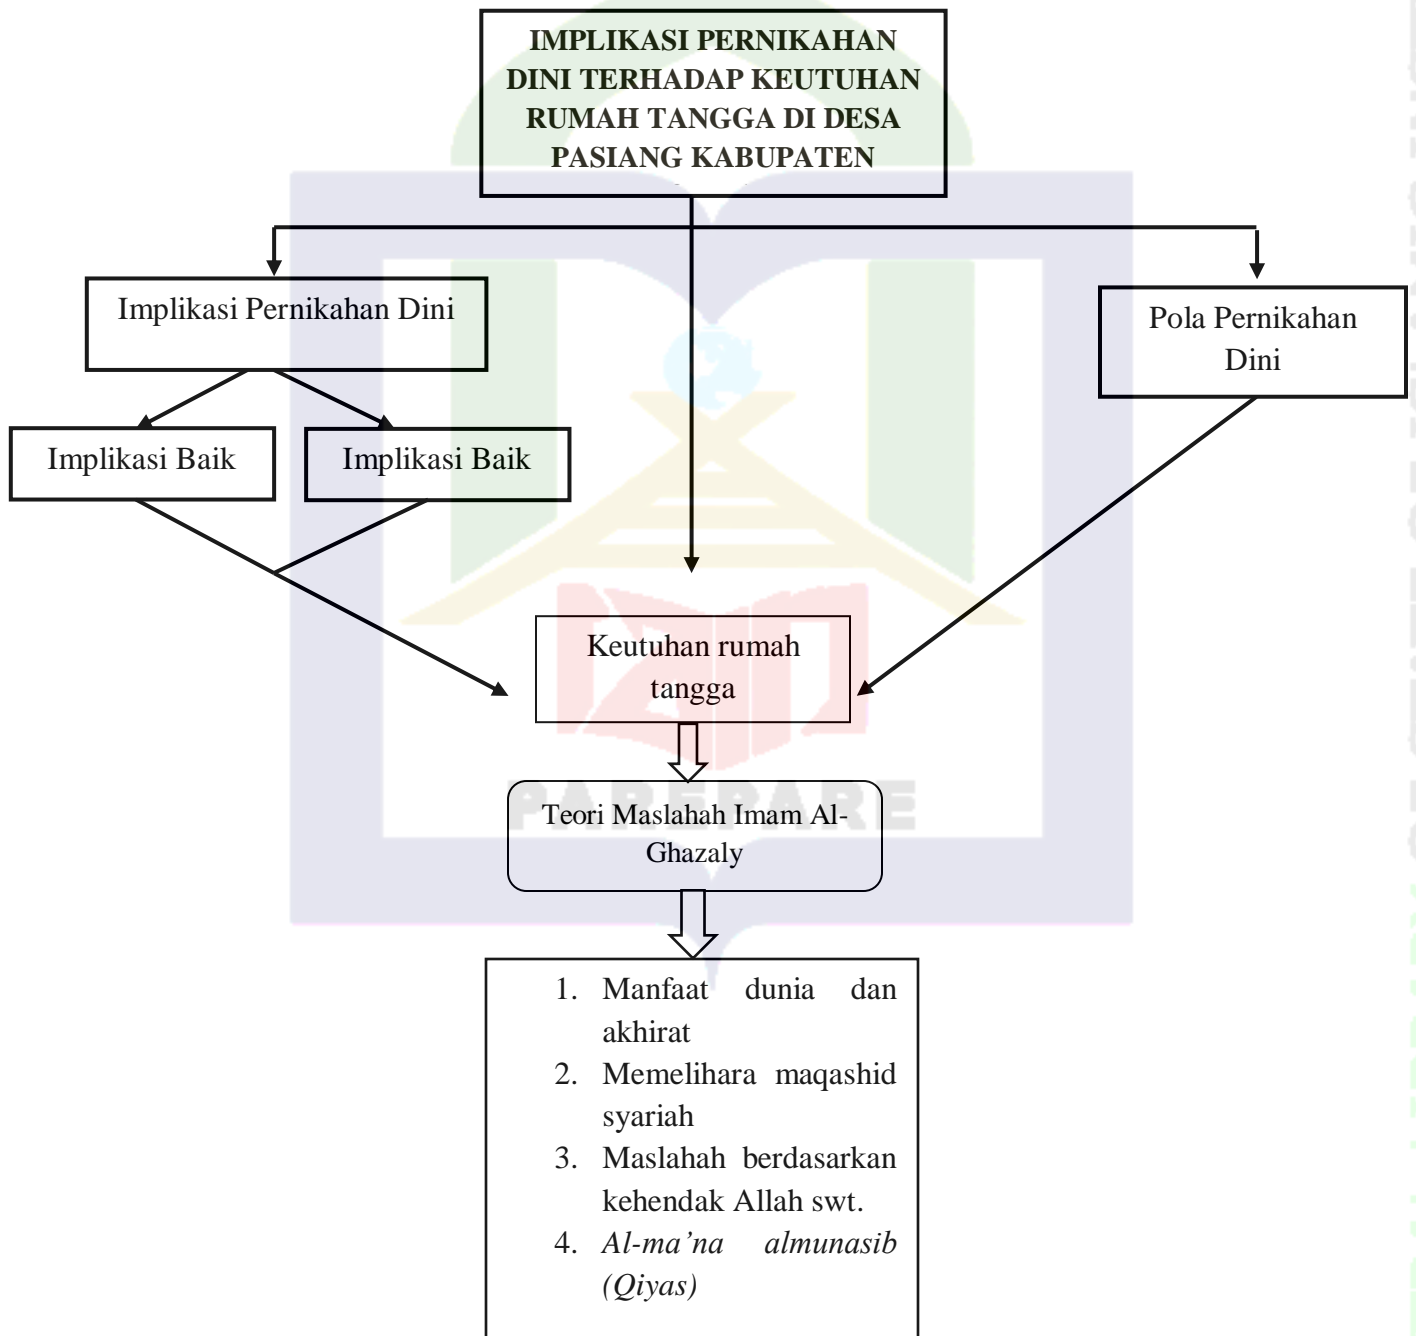 IMPLIKASI PERNIKAHAN
DINI TERHADAP KEUTUHAN
RUMAH TANGGA DI DESA
PASIANG KABUPATEN
Implikasi Pernikahan Dini
Pola Pernikahan
Dini
Implikasi Baik
Implikasi Baik
Keutuhan rumah
tangga
PAREPARE
Teori Maslahah Imam Al-
Ghazaly
1. Manfaat dunia dan
akhirat
2. Memelihara maqashid
syariah
3. Maslahah berdasarkan
kehendak Allah swt.
4. Al-ma’na almunasib
(Qiyas)